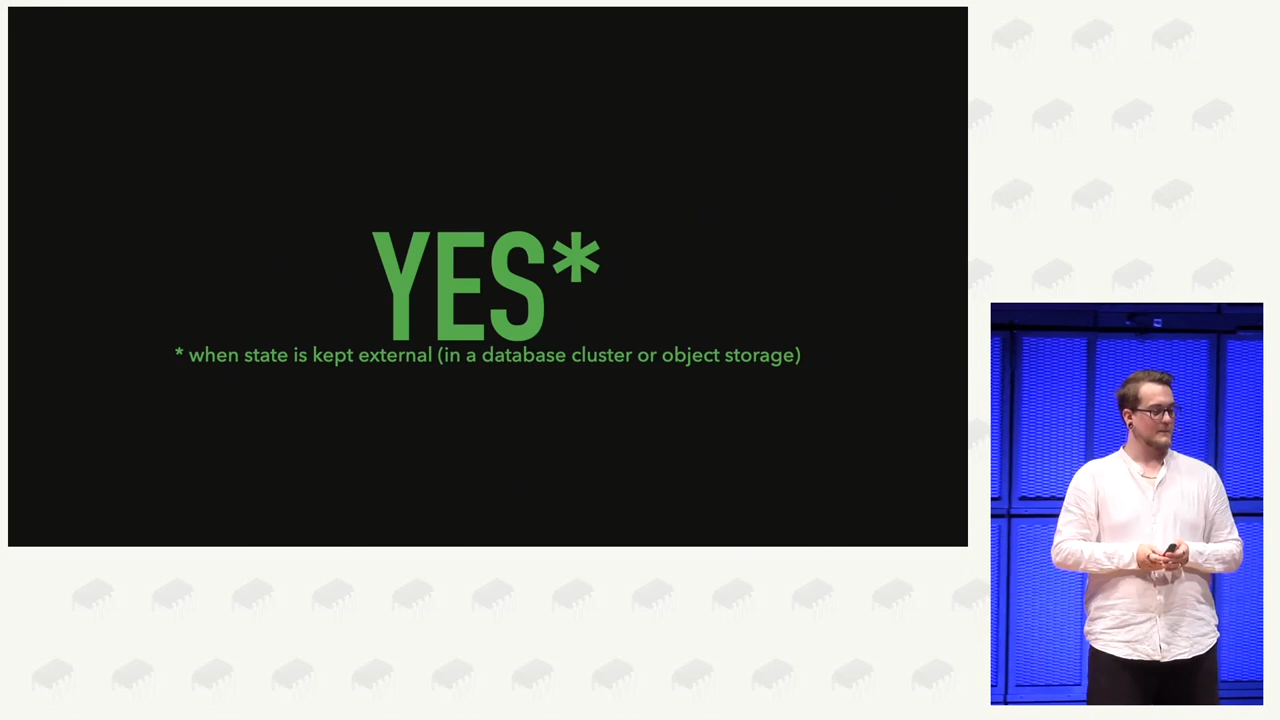 YES*
* when state is kept external (in a database cluster or object storage)